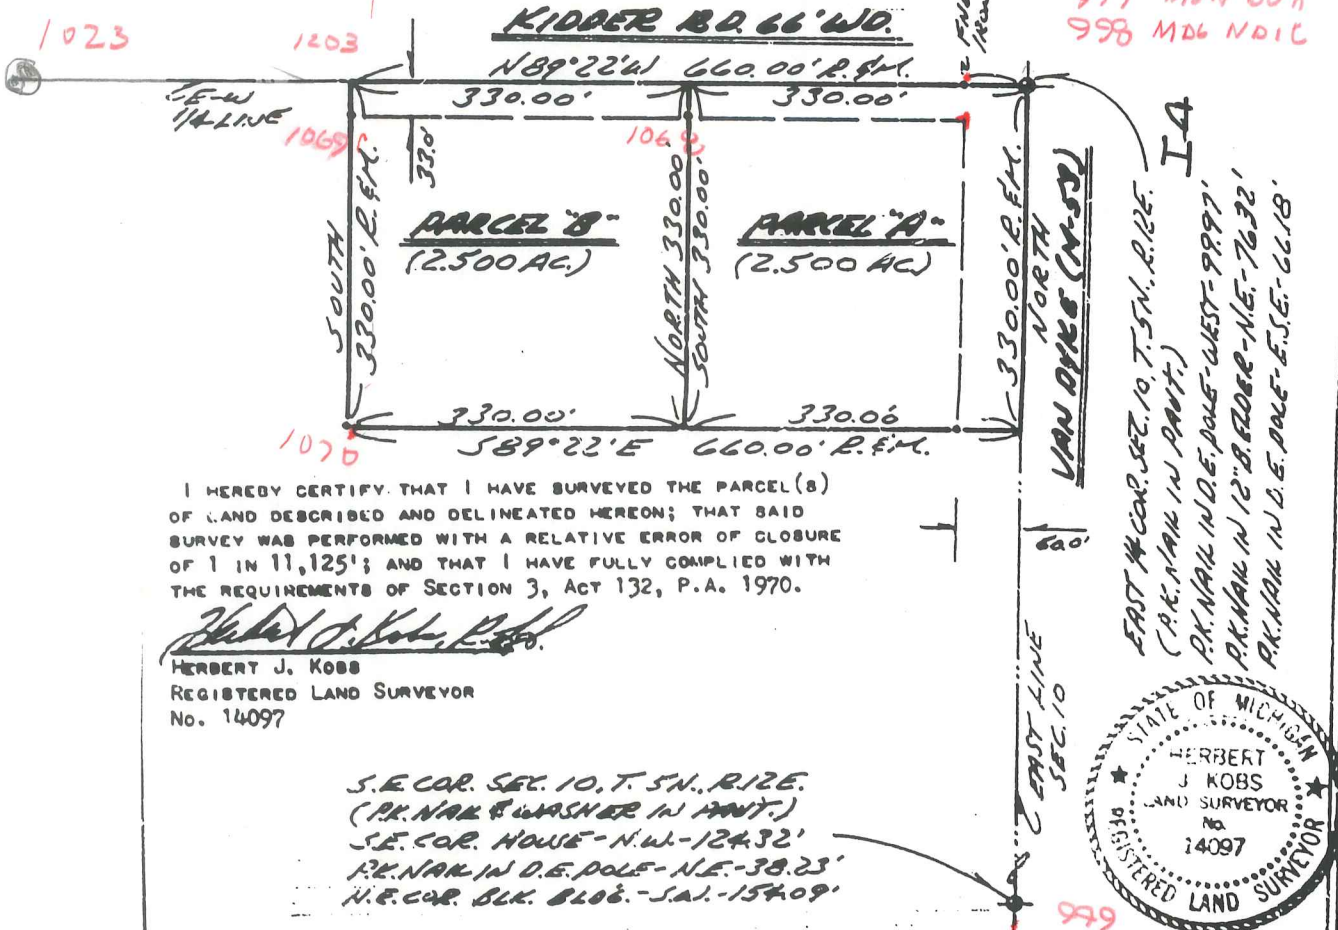 KIDDER RD. 66' WD.
998 MDG NDIC
1023
1203
N89°22'W 660.00' R.&M.
330.00' 330.00'
E-W
1/4 LINE
1069
1068
33.0'
SOUTH
330.00' R.&M.
PARCEL "B"
(2.500 AC.)
NORTH 330.00'
SOUTH 330.00'
PARCEL "A"
(2.500 AC.)
330.00' R.&M.
NORTH
VAN DYKE (M-53)
330.00' 330.00
S89°22'E 660.00' R.&M.
1070
60.0'
EAST 1/4 COR. SEC. 10, T.5N., R.12E.
(P.K. NAIL IN PAVT.)
P.K. NAIL IN D.E. POLE-WEST-99.97'
P.K. NAIL IN 12" B. ELDER-N.E.-76.32'
P.K. NAIL IN D.E. POLE-E.S.E.-66.18'
I HEREBY CERTIFY THAT I HAVE SURVEYED THE PARCEL(S)
OF LAND DESCRIBED AND DELINEATED HEREON; THAT SAID
SURVEY WAS PERFORMED WITH A RELATIVE ERROR OF CLOSURE
OF 1 IN 11,125'; AND THAT I HAVE FULLY COMPLIED WITH
THE REQUIREMENTS OF SECTION 3, ACT 132, P.A. 1970.
HERBERT J. KOBS
REGISTERED LAND SURVEYOR
No. 14097
EAST LINE
SEC. 10
S.E. COR. SEC. 10, T. 5N., R.12E.
(P.K. NAIL & WASHER IN PAVT.)
S.E. COR. HOUSE-N.W.-124.32'
P.K. NAIL IN D.E. POLE-N.E.-38.23'
N.E. COR. BLK. BLDG.-S.W.-154.09'
STATE OF MICHIGAN
HERBERT
J KOBS
LAND SURVEYOR
No.
14097
REGISTERED LAND SURVEYOR
999